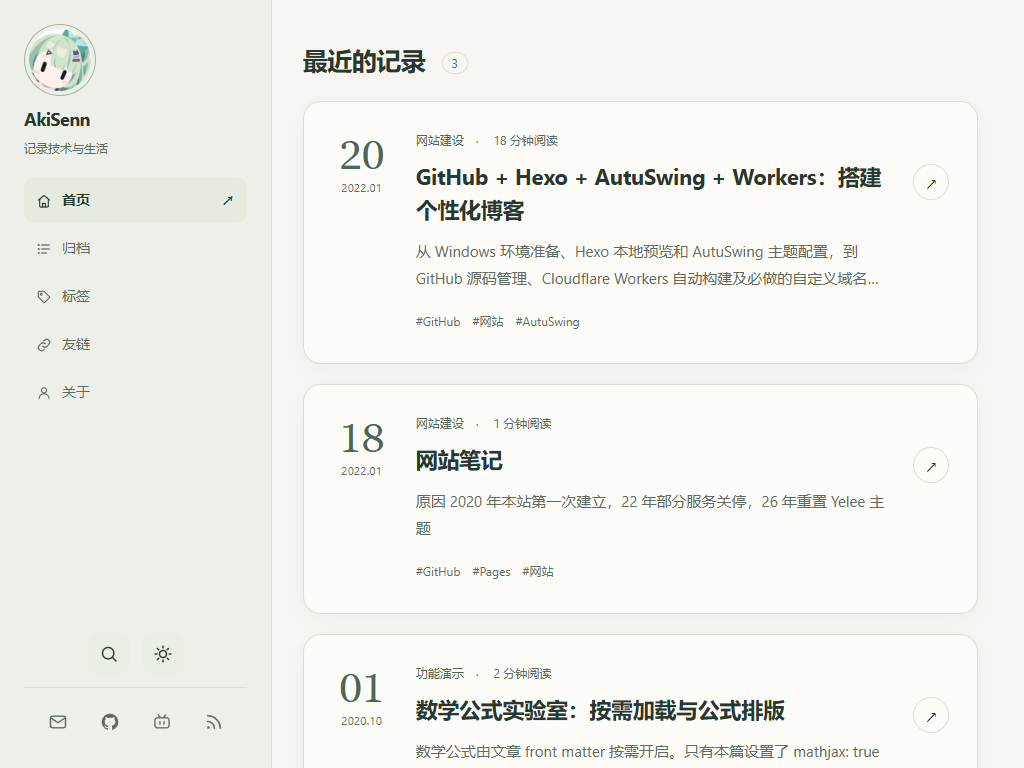 AkiSenn
记录技术与生活
首页
归档
标签
友链
关于
最近的记录 3
20
2022.01
网站建设 · 18 分钟阅读
GitHub + Hexo + AutuSwing + Workers：搭建
个性化博客
从 Windows 环境准备、Hexo 本地预览和 AutuSwing 主题配置，到
GitHub 源码管理、Cloudflare Workers 自动构建及必做的自定义域名...
#GitHub #网站 #AutuSwing
18
2022.01
网站建设 · 1 分钟阅读
网站笔记
原因 2020 年本站第一次建立，22 年部分服务关停，26 年重置 Yelee 主
题
#GitHub #Pages #网站
01
2020.10
功能演示 · 2 分钟阅读
数学公式实验室：按需加载与公式排版
数学公式由文章 front matter 按需开启。只有本篇设置了 mathjax: true